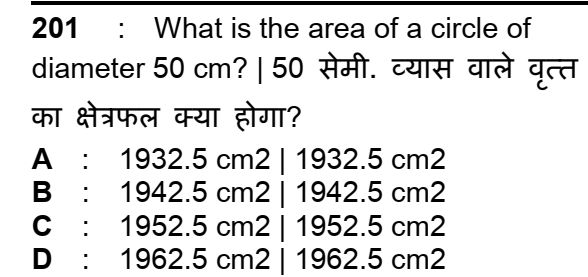 201 : What is the area of a circle of
diameter 50 cm? | 50 सेमी. व्यास वाले वृत्त
का क्षेत्रफल क्या होगा?
A : 1932.5 cm2 | 1932.5 cm2
B : 1942.5 cm2 | 1942.5 cm2
C : 1952.5 cm2 | 1952.5 cm2
D : 1962.5 cm2 | 1962.5 cm2